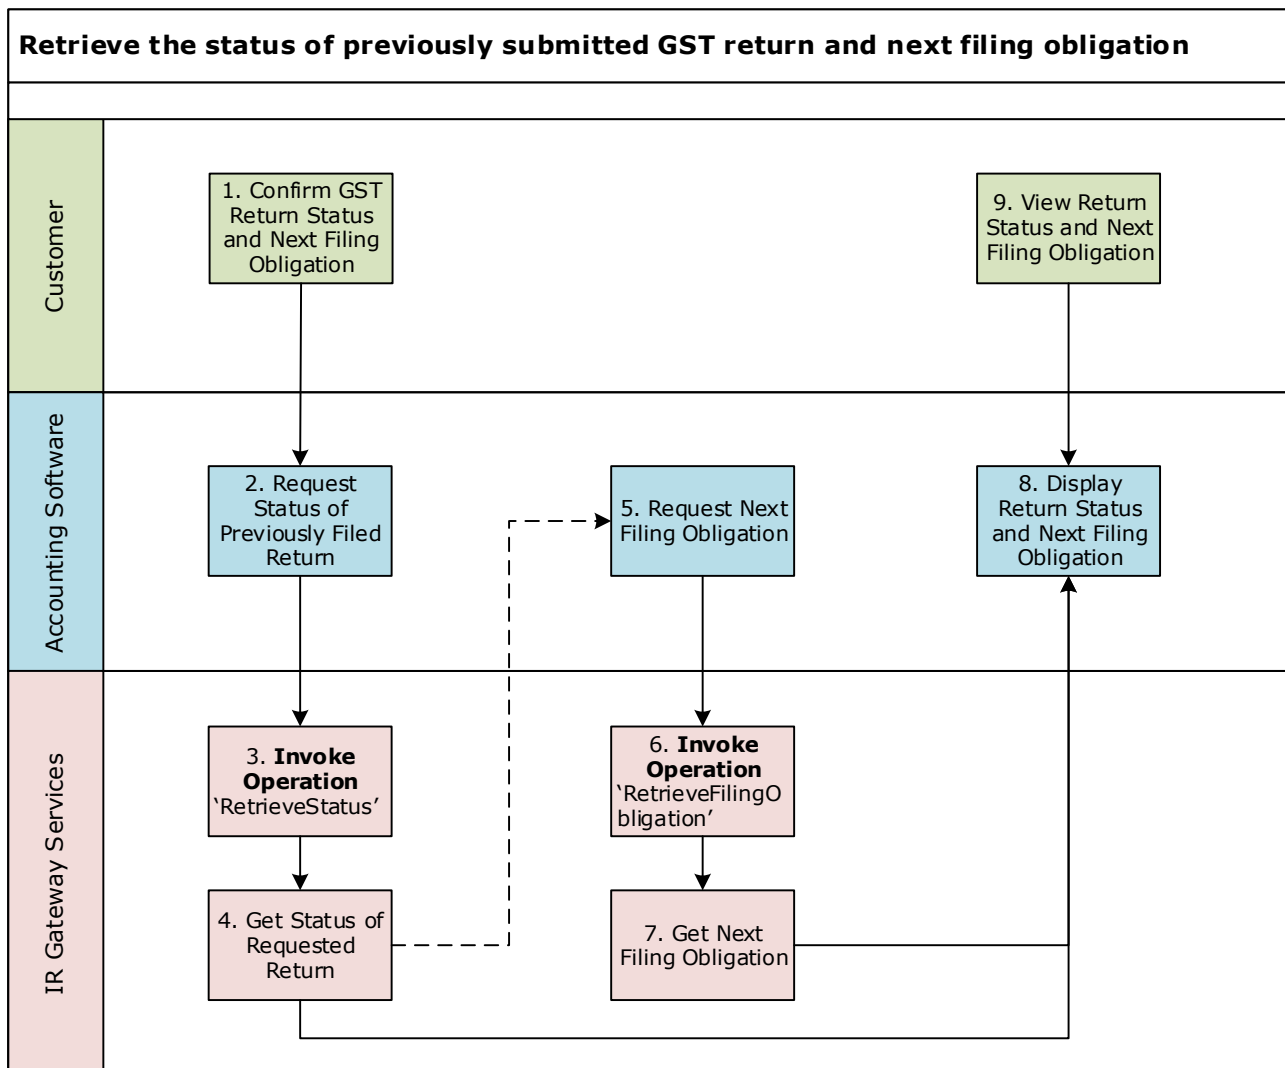 Retrieve the status of previously submitted GST return and next filing obligation
Customer
1. Confirm GST
Return Status
and Next Filing
Obligation
9. View Return
Status and Next
Filing Obligation
Accounting Software
2. Request
Status of
Previously Filed
Return
5. Request Next
Filing Obligation
8. Display
Return Status
and Next Filing
Obligation
IR Gateway Services
3. Invoke
Operation
‘RetrieveStatus’
6. Invoke
Operation
‘RetrieveFilingO
bligation’
4. Get Status of
Requested
Return
7. Get Next
Filing Obligation